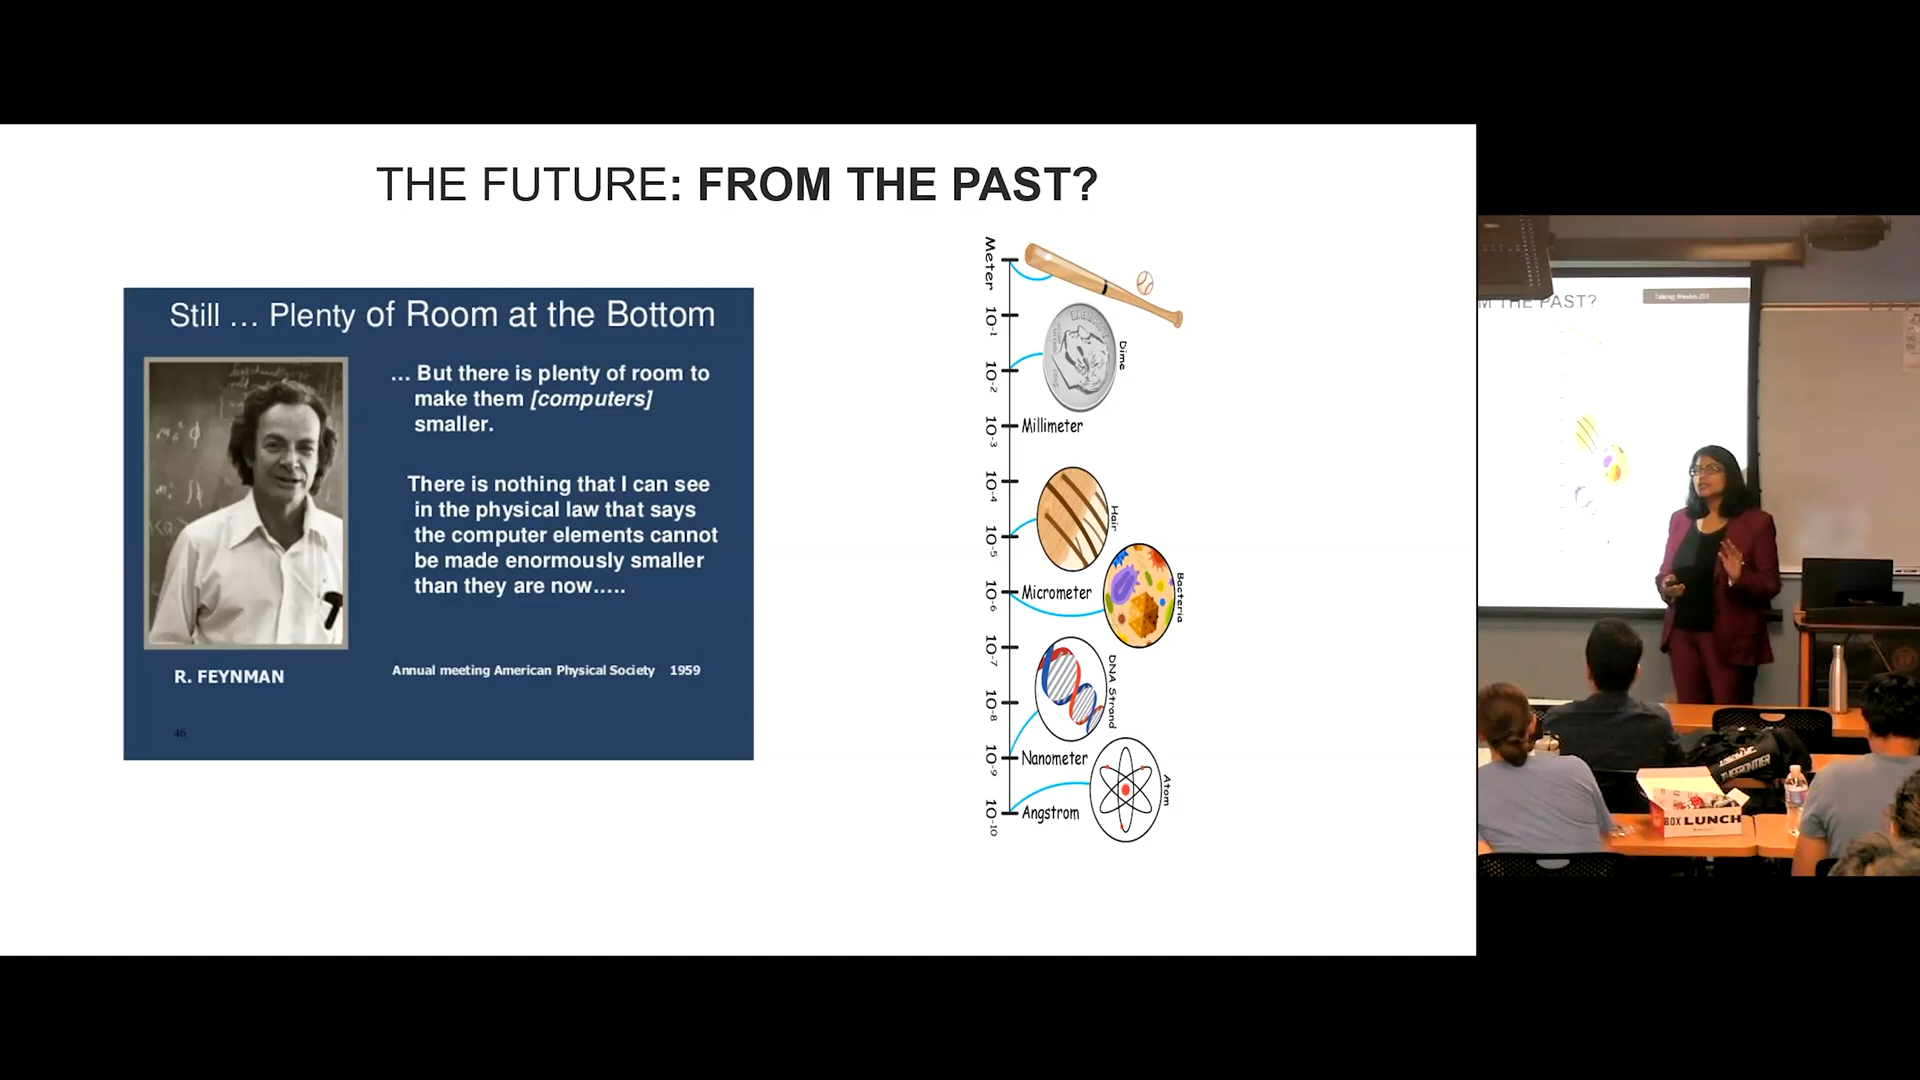 THE FUTURE: FROM THE PAST?
Still ... Plenty of Room at the Bottom
... But there is plenty of room to
make them [computers]
smaller.
There is nothing that I can see
in the physical law that says
the computer elements cannot
be made enormously smaller
than they are now.....
R. FEYNMAN
Annual meeting American Physical Society 1959
46
Meter
10⁻¹
Dime
10⁻²
10⁻³ Millimeter
10⁻⁴
Hair
10⁻⁵
10⁻⁶ Micrometer
Bacteria
10⁻⁷
DNA Strand
10⁻⁸
10⁻⁹ Nanometer
Atom
10⁻¹⁰ Angstrom
M THE PAST?
BOX LUNCH